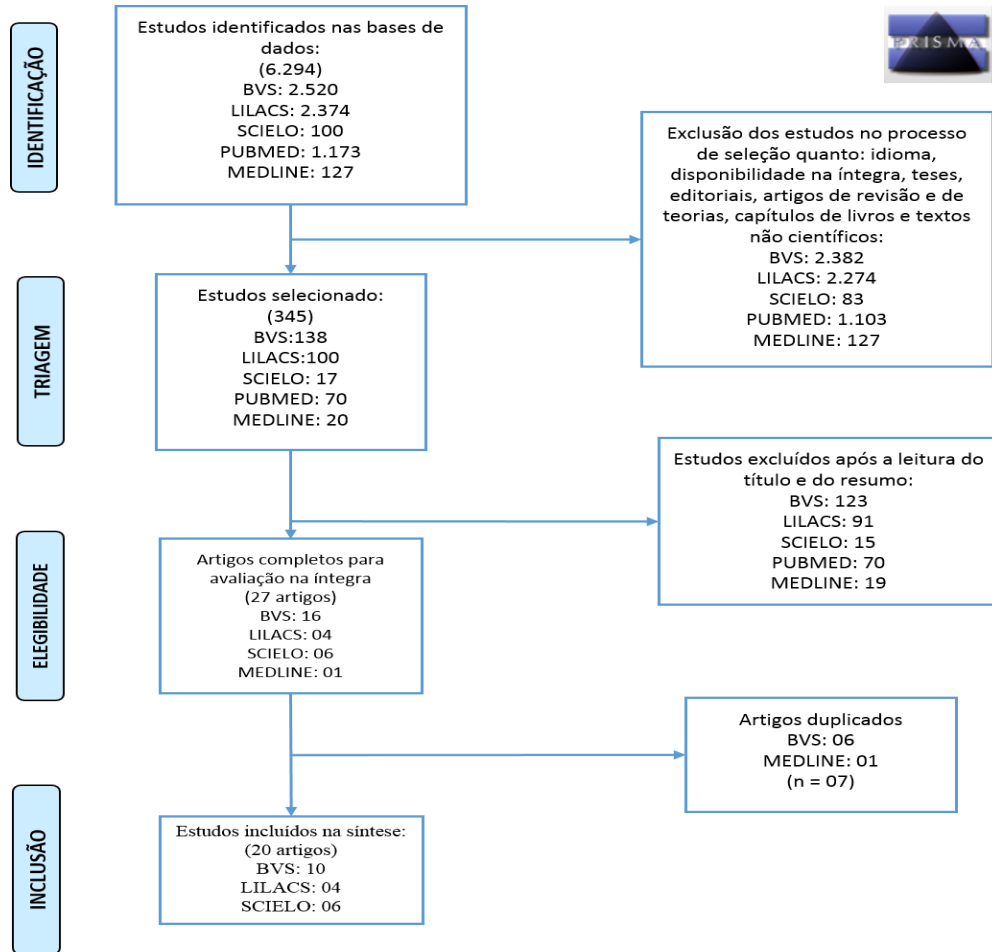 IDENTIFICAÇÃO
Estudos identificados nas bases de
dados:
(6.294)
BVS: 2.520
LILACS: 2.374
SCIELO: 100
PUBMED: 1.173
MEDLINE: 127
PRISMA
Exclusão dos estudos no processo
de seleção quanto: idioma,
disponibilidade na íntegra, teses,
editoriais, artigos de revisão e de
teorias, capítulos de livros e textos
não científicos:
BVS: 2.382
LILACS: 2.274
SCIELO: 83
PUBMED: 1.103
MEDLINE: 127
TRIAGEM
Estudos selecionado:
(345)
BVS:138
LILACS:100
SCIELO: 17
PUBMED: 70
MEDLINE: 20
Estudos excluídos após a leitura do
título e do resumo:
BVS: 123
LILACS: 91
SCIELO: 15
PUBMED: 70
MEDLINE: 19
ELEGIBILIDADE
Artigos completos para
avaliação na íntegra
(27 artigos)
BVS: 16
LILACS: 04
SCIELO: 06
MEDLINE: 01
Artigos duplicados
BVS: 06
MEDLINE: 01
(n = 07)
INCLUSÃO
Estudos incluídos na síntese:
(20 artigos)
BVS: 10
LILACS: 04
SCIELO: 06